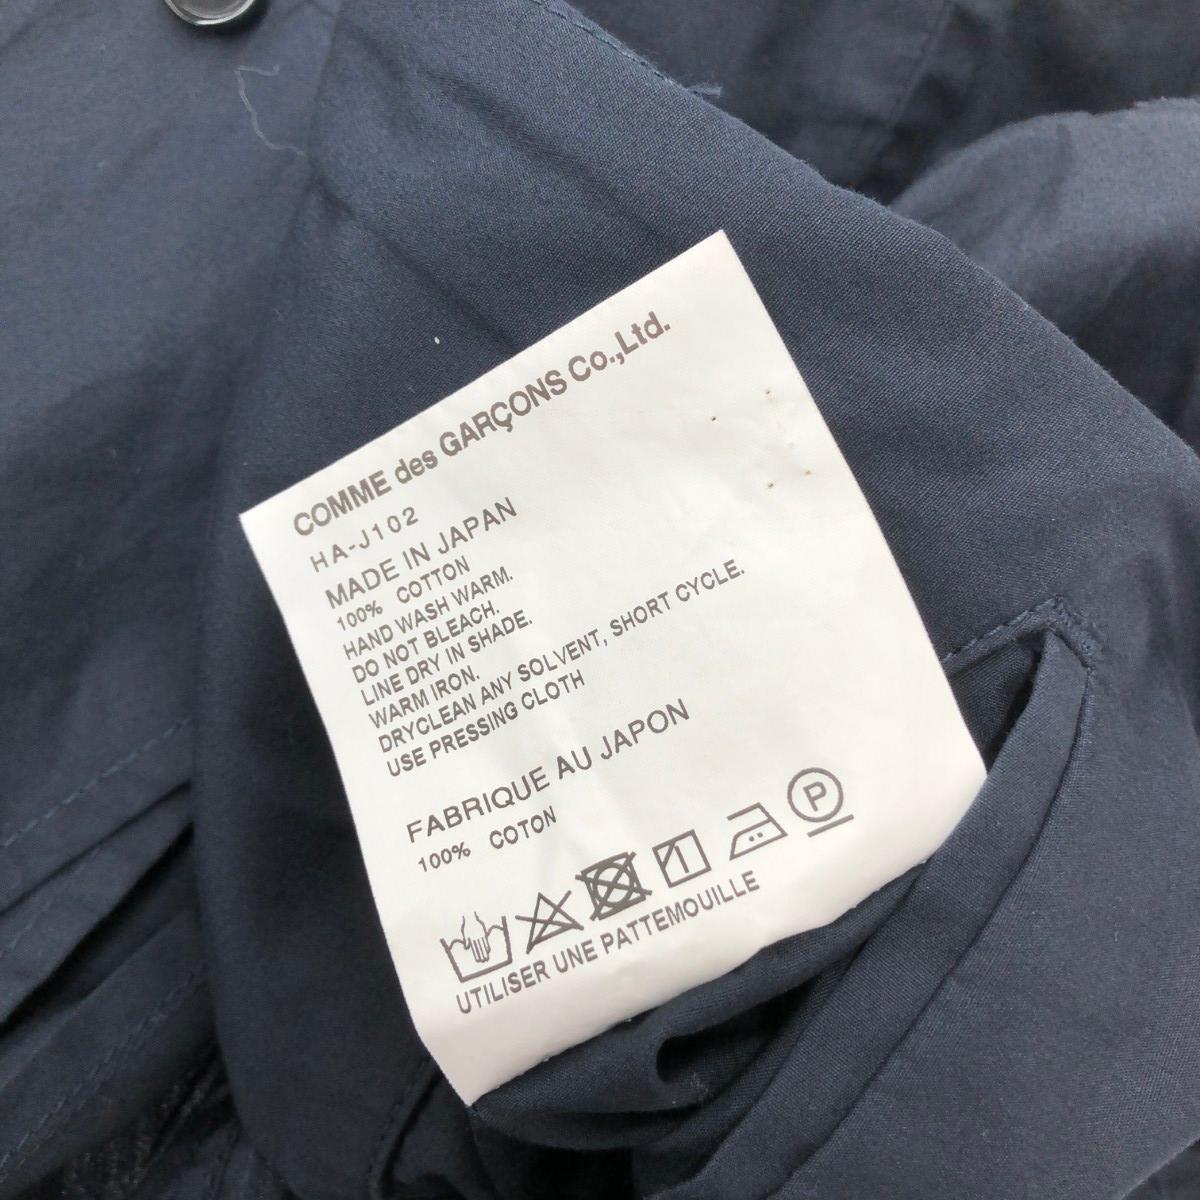 COMME des GARÇONS Co.,Ltd.
HA-J102
MADE IN JAPAN
100% COTTON
HAND WASH WARM.
DO NOT BLEACH.
LINE DRY IN SHADE.
WARM IRON.
DRYCLEAN ANY SOLVENT, SHORT CYCLE.
USE PRESSING CLOTH
FABRIQUE AU JAPON
100% COTON
P
UTILISER UNE PATTEMOUILLE